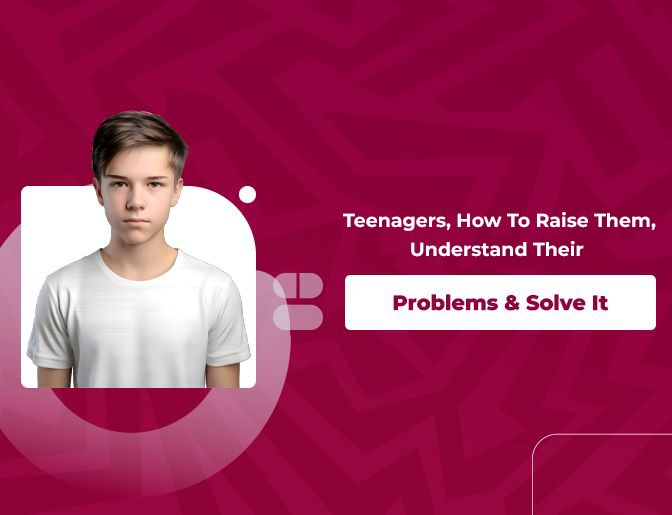 Teenagers, How To Raise Them,
Understand Their
Problems & Solve It